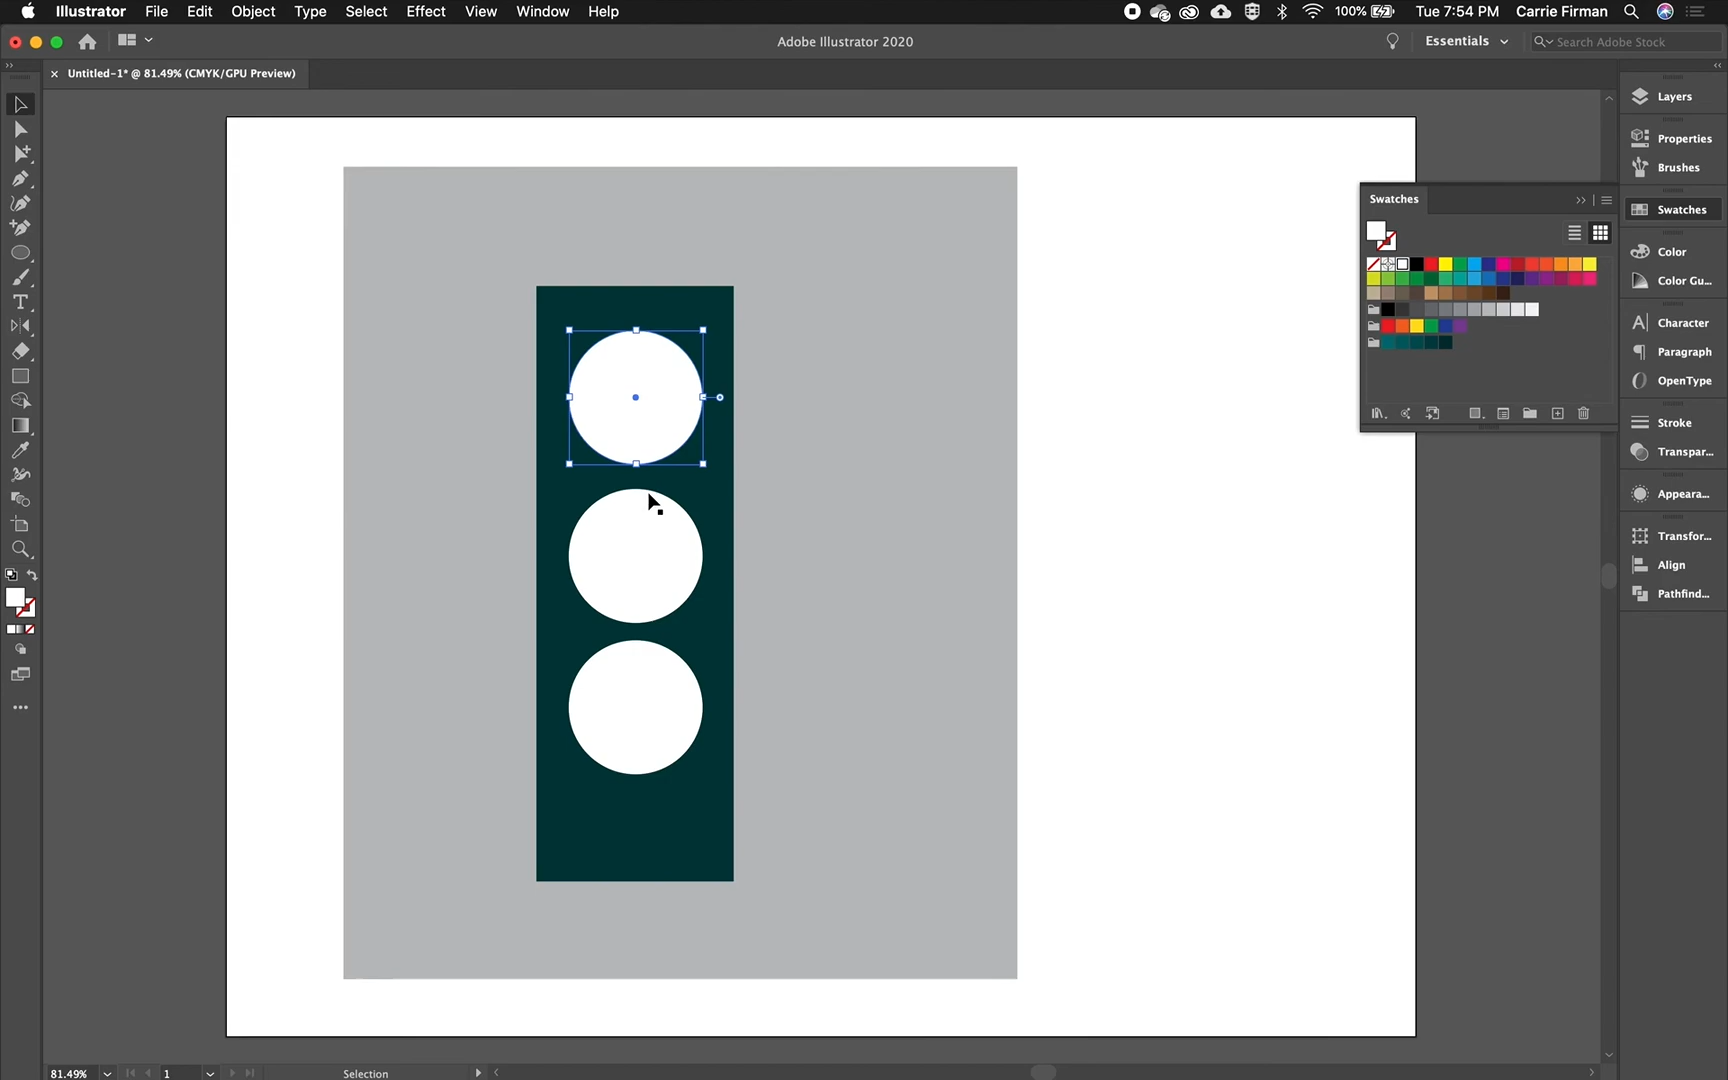 Illustrator File Edit Object Type Select Effect View Window Help 100% Tue 7:54 PM Carrie Firman
Adobe Illustrator 2020 Essentials Search Adobe Stock
Untitled-1* @ 81.49% (CMYK/GPU Preview)
Layers
Properties
Brushes
Swatches
Swatches
Color
Color Gu...
Character
Paragraph
OpenType
Stroke
Transpar...
Appeara...
Transfor...
Align
Pathfind...
81.49% 1 Selection